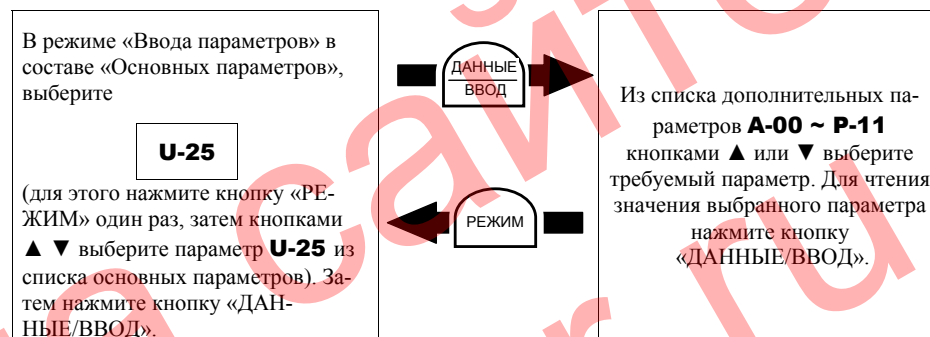 В режиме «Ввода параметров» в
составе «Основных параметров»,
выберите
U-25
(для этого нажмите кнопку «РЕ-
ЖИМ» один раз, затем кнопками
▲ ▼ выберите параметр U-25 из
списка основных параметров). За-
тем нажмите кнопку «ДАН-
НЫЕ/ВВОД».
ДАННЫЕ
ВВОД
РЕЖИМ
Из списка дополнительных па-
раметров A-00 ~ P-11
кнопками ▲ или ▼ выберите
требуемый параметр. Для чтения
значения выбранного параметра
нажмите кнопку
«ДАННЫЕ/ВВОД».